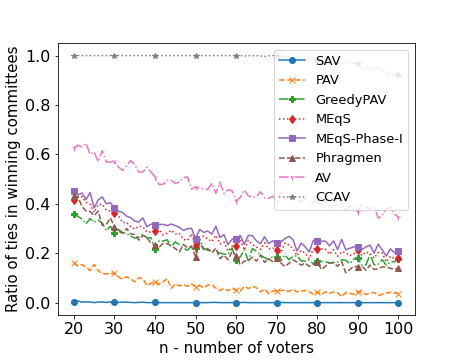 Ratio of ties in winning committees
1.0
0.8
0.6
0.4
0.2
0.0
SAV
PAV
GreedyPAV
MEqS
MEqS-Phase-I
Phragmen
AV
CCAV
20 30 40 50 60 70 80 90 100
n - number of voters